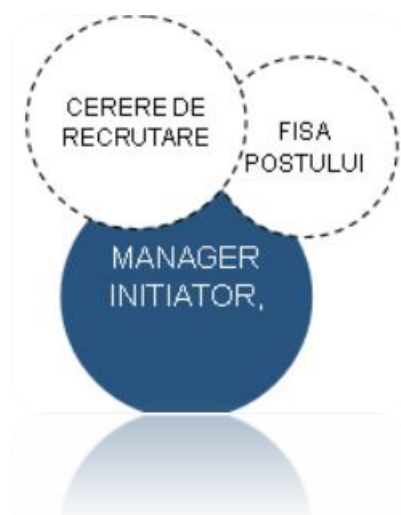 CERERE DE
RECRUTARE
FISA
POSTULUI
MANAGER
INITIATOR,